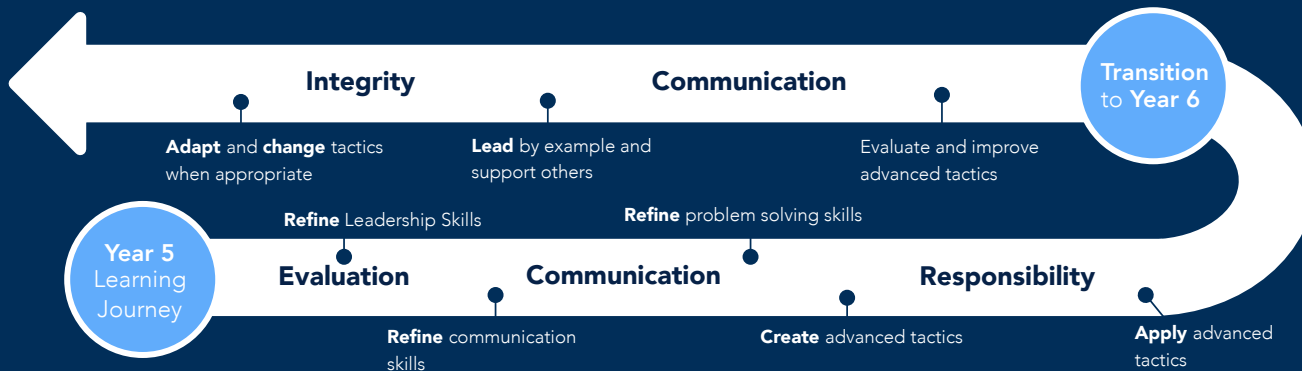 Integrity
Communication
Transition
to Year 6
Adapt and change tactics
when appropriate
Lead by example and
support others
Evaluate and improve
advanced tactics
Refine Leadership Skills
Refine problem solving skills
Year 5
Learning
Journey
Evaluation
Communication
Responsibility
Refine communication
skills
Create advanced tactics
Apply advanced
tactics